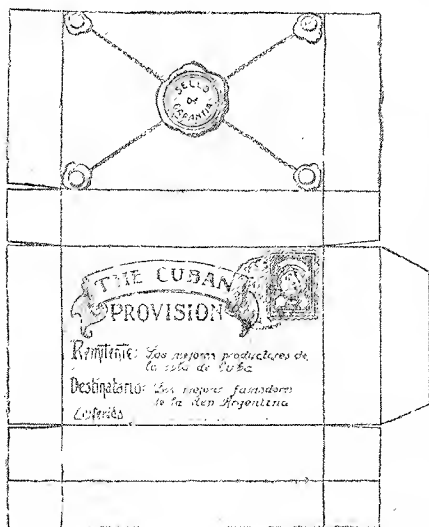 SELLO
de
GARANTIA
THE CUBAN
PROVISION
Remitente: Los mejores productores de
la isla de Cuba
Destinatario: Los mejores fumadores
de la Rep Argentina